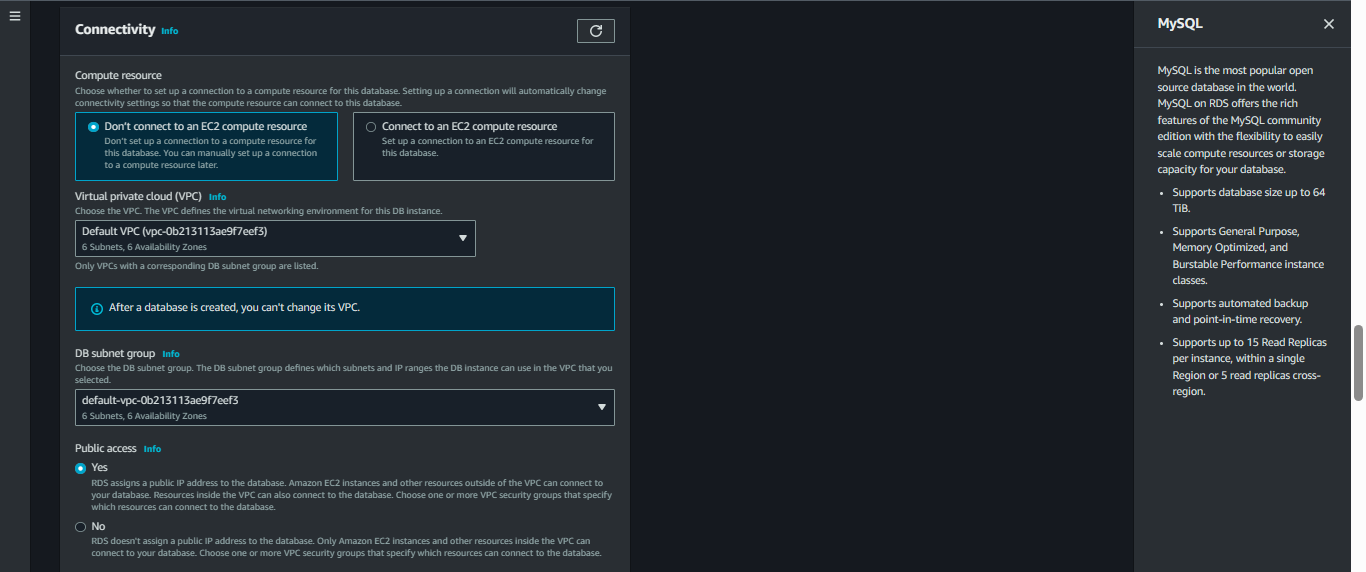 Connectivity Info
Compute resource
Choose whether to set up a connection to a compute resource for this database. Setting up a connection will automatically change
connectivity settings so that the compute resource can connect to this database.
Don't connect to an EC2 compute resource
Don't set up a connection to a compute resource for
this database. You can manually set up a connection
to a compute resource later.
Connect to an EC2 compute resource
Set up a connection to an EC2 compute resource for
this database.
Virtual private cloud (VPC) Info
Choose the VPC. The VPC defines the virtual networking environment for this DB instance.
Default VPC (vpc-0b213113ae9f7eef3)
6 Subnets, 6 Availability Zones
Only VPCs with a corresponding DB subnet group are listed.
After a database is created, you can't change its VPC.
DB subnet group Info
Choose the DB subnet group. The DB subnet group defines which subnets and IP ranges the DB instance can use in the VPC that you
selected.
default-vpc-0b213113ae9f7eef3
6 Subnets, 6 Availability Zones
Public access Info
Yes
RDS assigns a public IP address to the database. Amazon EC2 instances and other resources outside of the VPC can connect to
your database. Resources inside the VPC can also connect to the database. Choose one or more VPC security groups that specify
which resources can connect to the database.
No
RDS doesn't assign a public IP address to the database. Only Amazon EC2 instances and other resources inside the VPC can
connect to your database. Choose one or more VPC security groups that specify which resources can connect to the database.
MySQL
MySQL is the most popular open
source database in the world.
MySQL on RDS offers the rich
features of the MySQL community
edition with the flexibility to easily
scale compute resources or storage
capacity for your database.
• Supports database size up to 64
TiB.
• Supports General Purpose,
Memory Optimized, and
Burstable Performance instance
classes.
• Supports automated backup
and point-in-time recovery.
• Supports up to 15 Read Replicas
per instance, within a single
Region or 5 read replicas cross-
region.